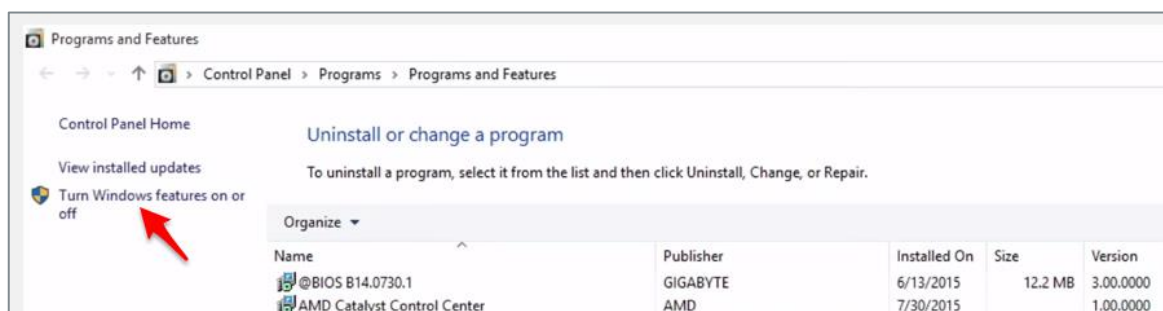 Programs and Features
Control Panel > Programs > Programs and Features
Control Panel Home
View installed updates
Turn Windows features on or
off
Uninstall or change a program
To uninstall a program, select it from the list and then click Uninstall, Change, or Repair.
Organize
Name Publisher Installed On Size Version
@BIOS B14.0730.1 GIGABYTE 6/13/2015 12.2 MB 3.00.0000
AMD Catalyst Control Center AMD 7/30/2015 1.00.0000